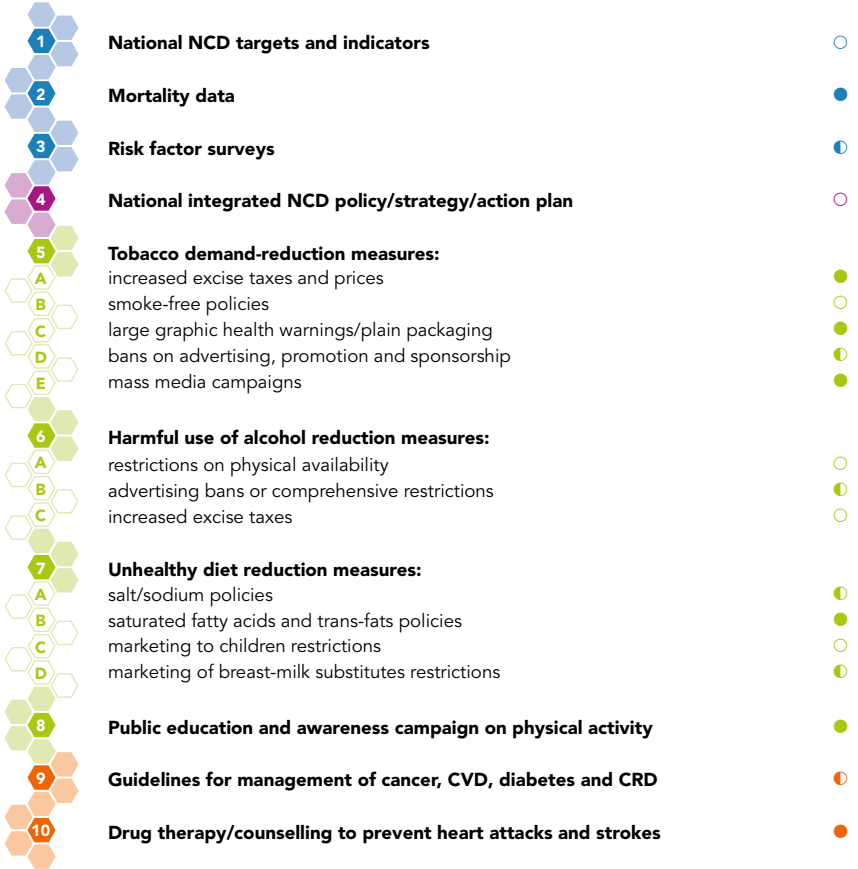 1 National NCD targets and indicators ○
2 Mortality data ●
3 Risk factor surveys ◐
4 National integrated NCD policy/strategy/action plan ○
5 Tobacco demand-reduction measures:
A increased excise taxes and prices ●
B smoke-free policies ○
C large graphic health warnings/plain packaging ●
D bans on advertising, promotion and sponsorship ◐
E mass media campaigns ●
6 Harmful use of alcohol reduction measures:
A restrictions on physical availability ○
B advertising bans or comprehensive restrictions ◐
C increased excise taxes ○
7 Unhealthy diet reduction measures:
A salt/sodium policies ◐
B saturated fatty acids and trans-fats policies ●
C marketing to children restrictions ○
D marketing of breast-milk substitutes restrictions ◐
8 Public education and awareness campaign on physical activity ●
9 Guidelines for management of cancer, CVD, diabetes and CRD ◐
10 Drug therapy/counselling to prevent heart attacks and strokes ●